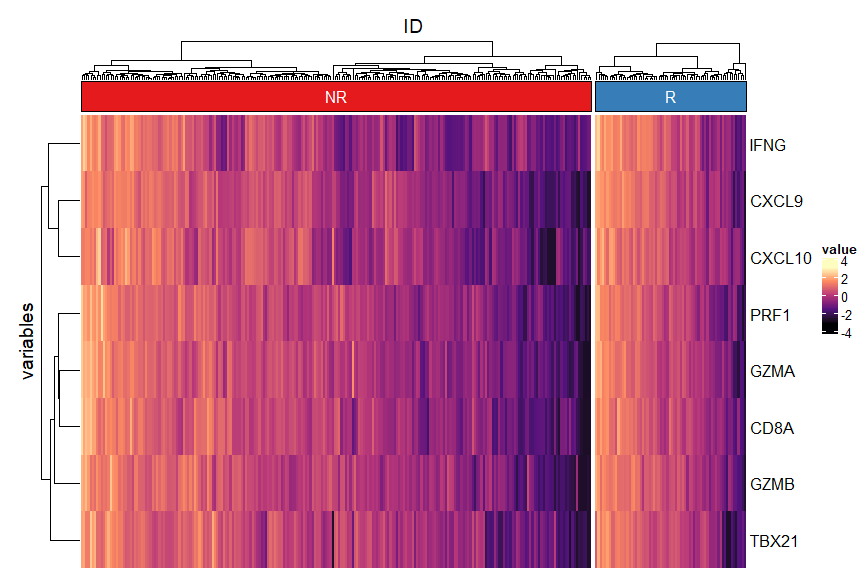 ID
NR R
IFNG
CXCL9
CXCL10
PRF1
GZMA
CD8A
GZMB
TBX21
variables
value
4
2
0
-2
-4